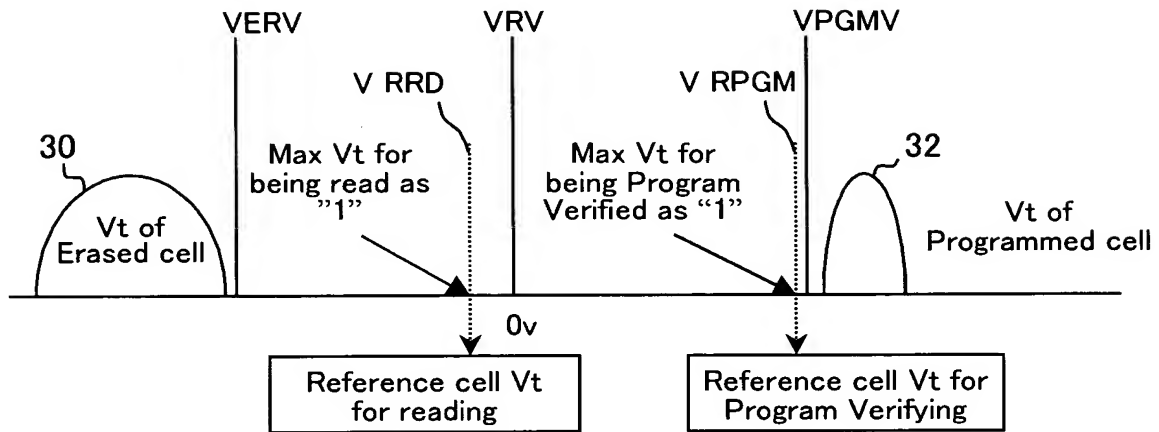 VERV
VRV
VPGMV
V RRD
V RPGM
30
32
Max Vt for
being read as
"1"
Max Vt for
being Program
Verified as “1”
Vt of
Erased cell
Vt of
Programmed cell
0v
Reference cell Vt
for reading
Reference cell Vt for
Program Verifying